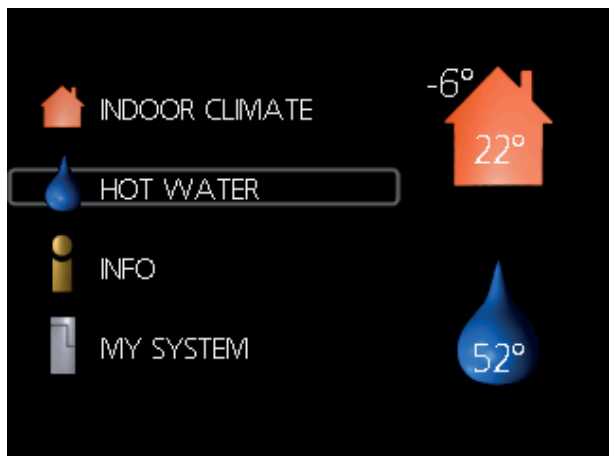 INDOOR CLIMATE
HOT WATER
INFO
MY SYSTEM
-6°
22°
52°